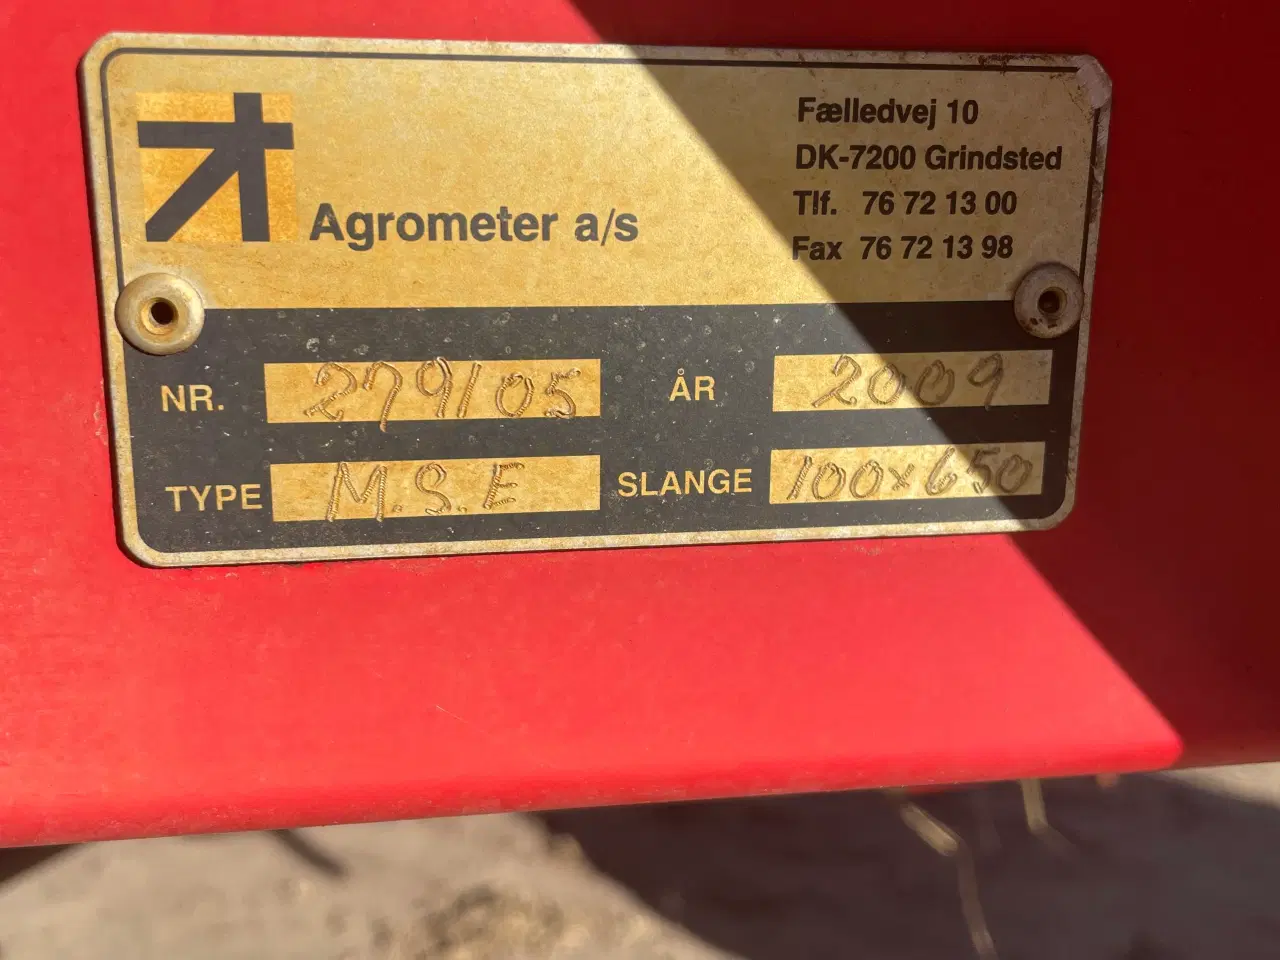 Agrometer a/s
Fælledvej 10
DK-7200 Grindsted
Tlf. 76 72 13 00
Fax 76 72 13 98
NR. 279105 ÅR 2009
TYPE M.S.E SLANGE 100x650